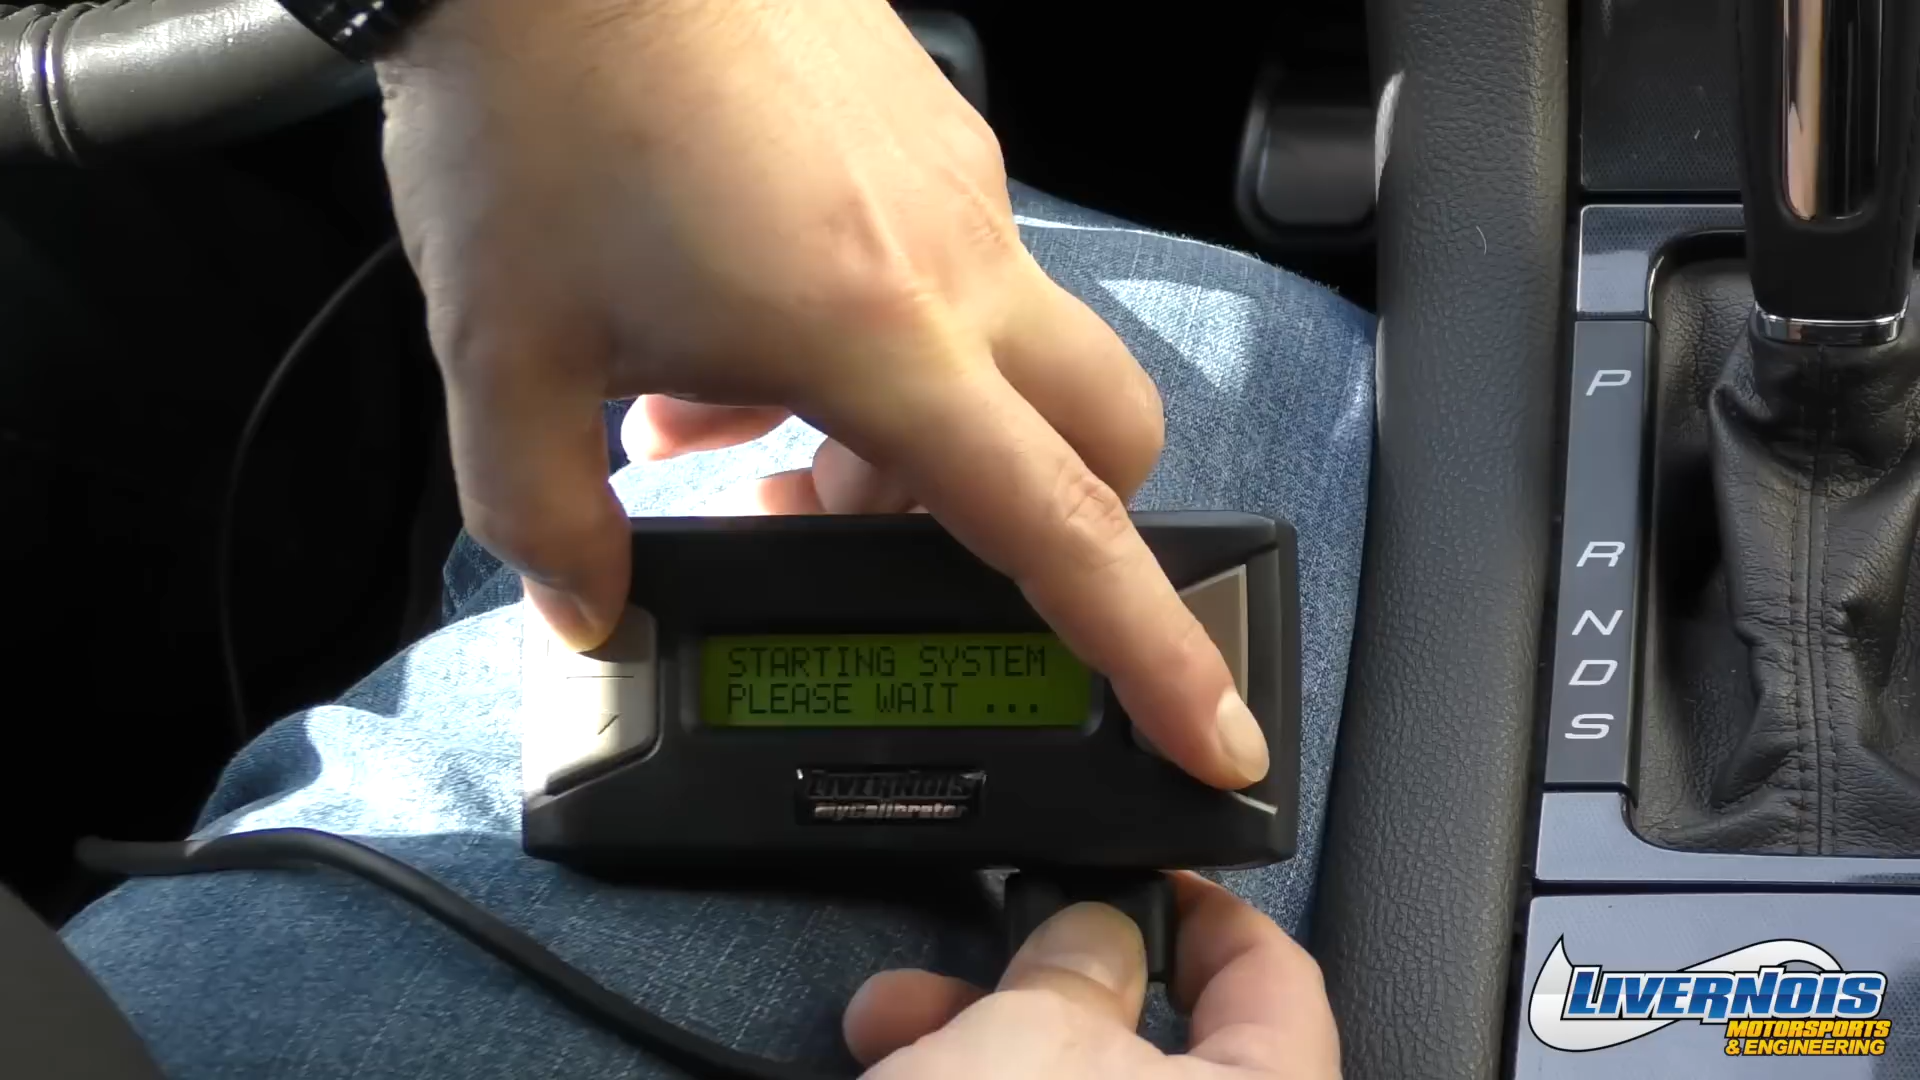 STARTING SYSTEM
PLEASE WAIT ...
LIVERNOIS
myCalibrator
P
R
N
D
S
LIVERNOIS
MOTORSPORTS
& ENGINEERING